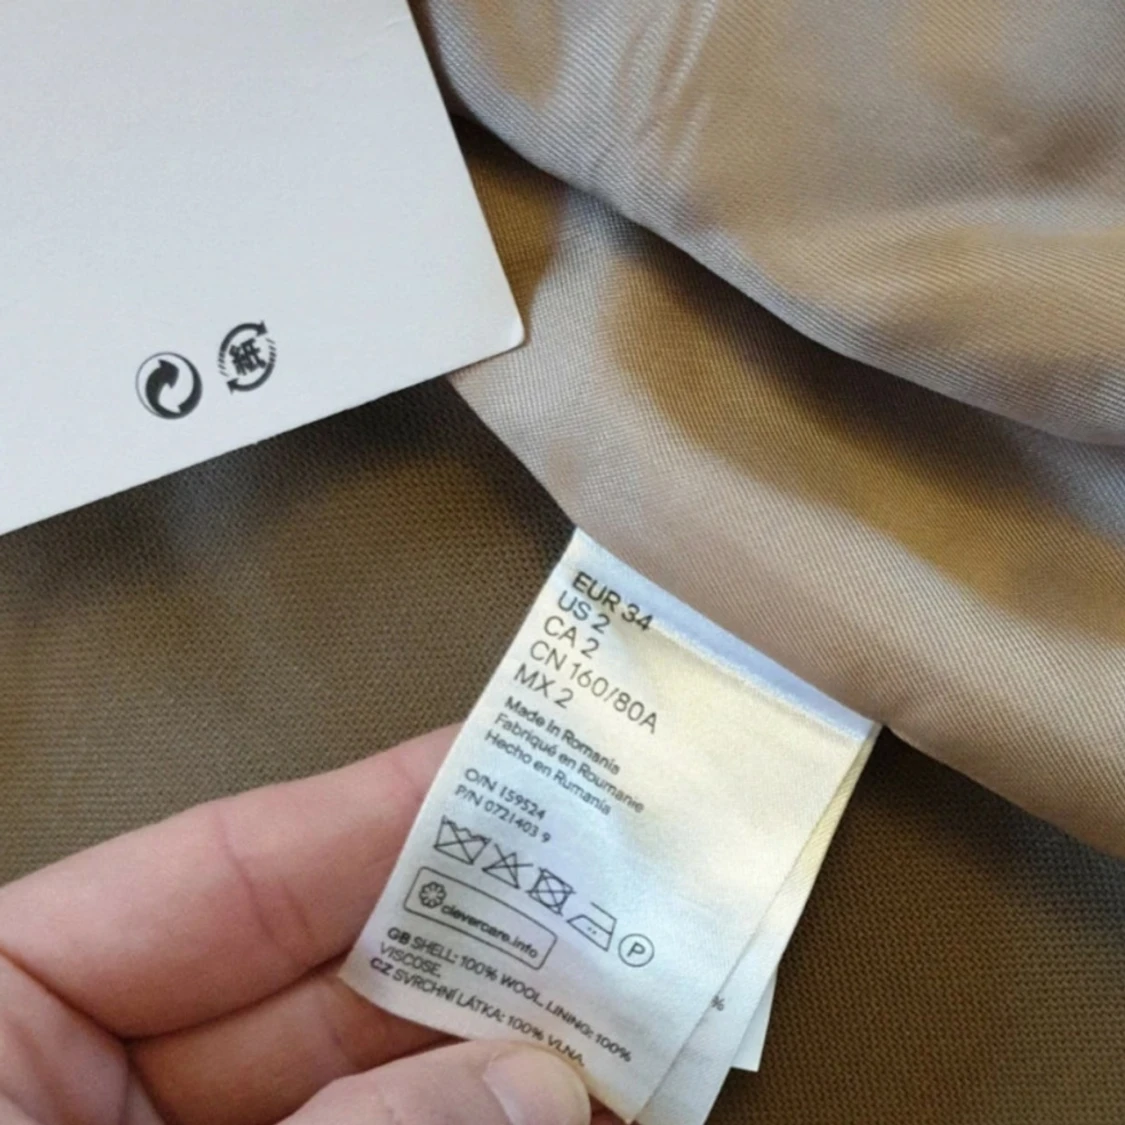 紙
EUR 34
US 2
CA 2
CN 160/80A
MX 2
Made in Romania
Fabriqué en Roumanie
Hecho en Rumania
O/N 159524
P/N 0721403 9
clevercare.info
P
GB SHELL: 100% WOOL. LINING: 100%
VISCOSE.
CZ SVRCHNÍ LÁTKA: 100% VLNA.
%